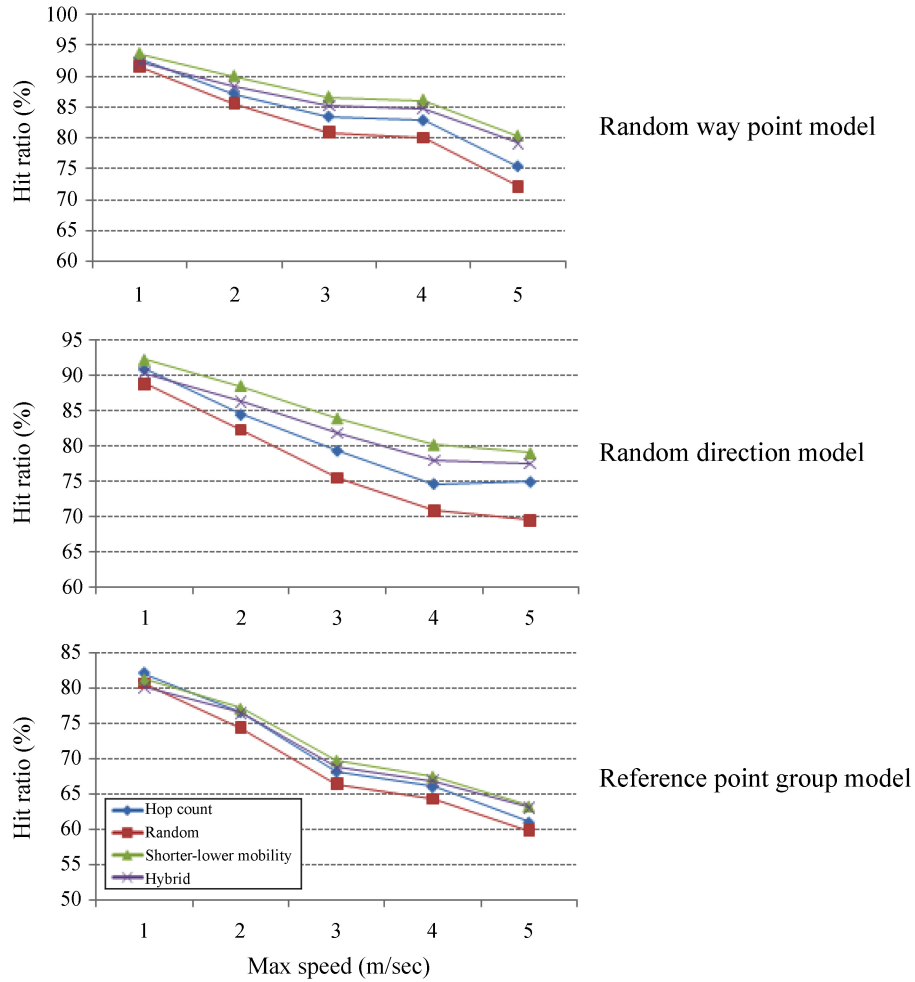 100
95
90
85
80
75
70
65
60
Hit ratio (%)
1 2 3 4 5
Random way point model
95
90
85
80
75
70
65
60
Hit ratio (%)
1 2 3 4 5
Random direction model
85
80
75
70
65
60
55
50
Hit ratio (%)
Hop count
Random
Shorter-lower mobility
Hybrid
1 2 3 4 5
Max speed (m/sec)
Reference point group model